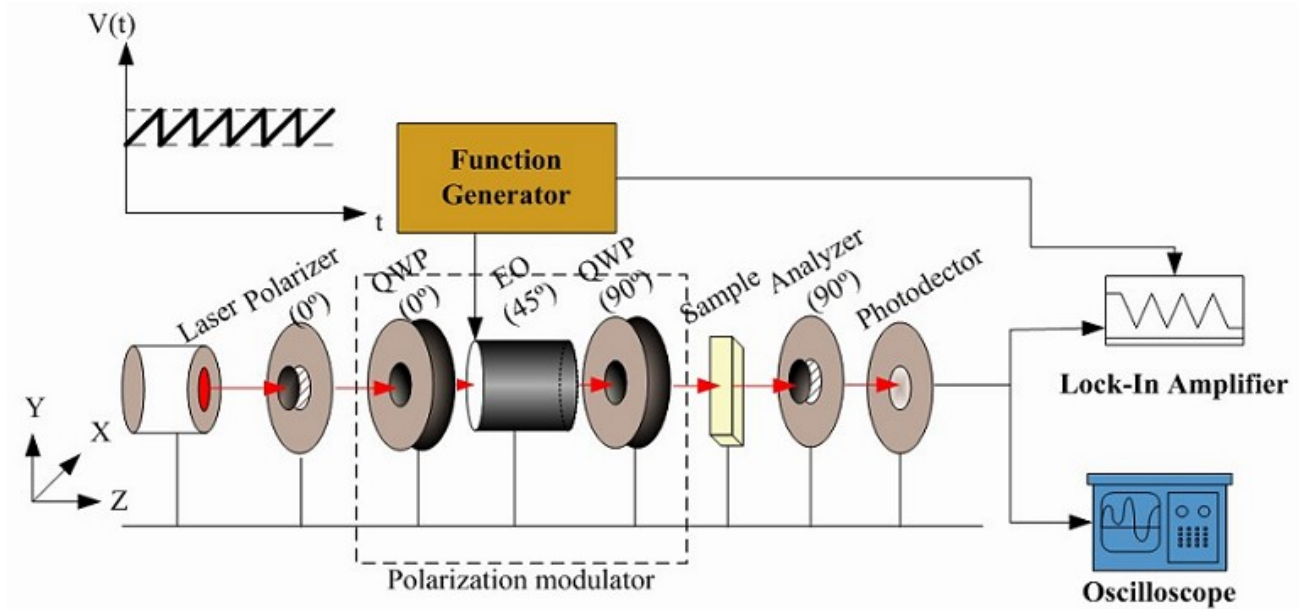 V(t)
t
Function
Generator
Laser
Polarizer
(0º)
QWP
(0º)
EO
(45º)
QWP
(90º)
Sample
Analyzer
(90º)
Photodector
Y
X
Z
Polarization modulator
Lock-In Amplifier
Oscilloscope